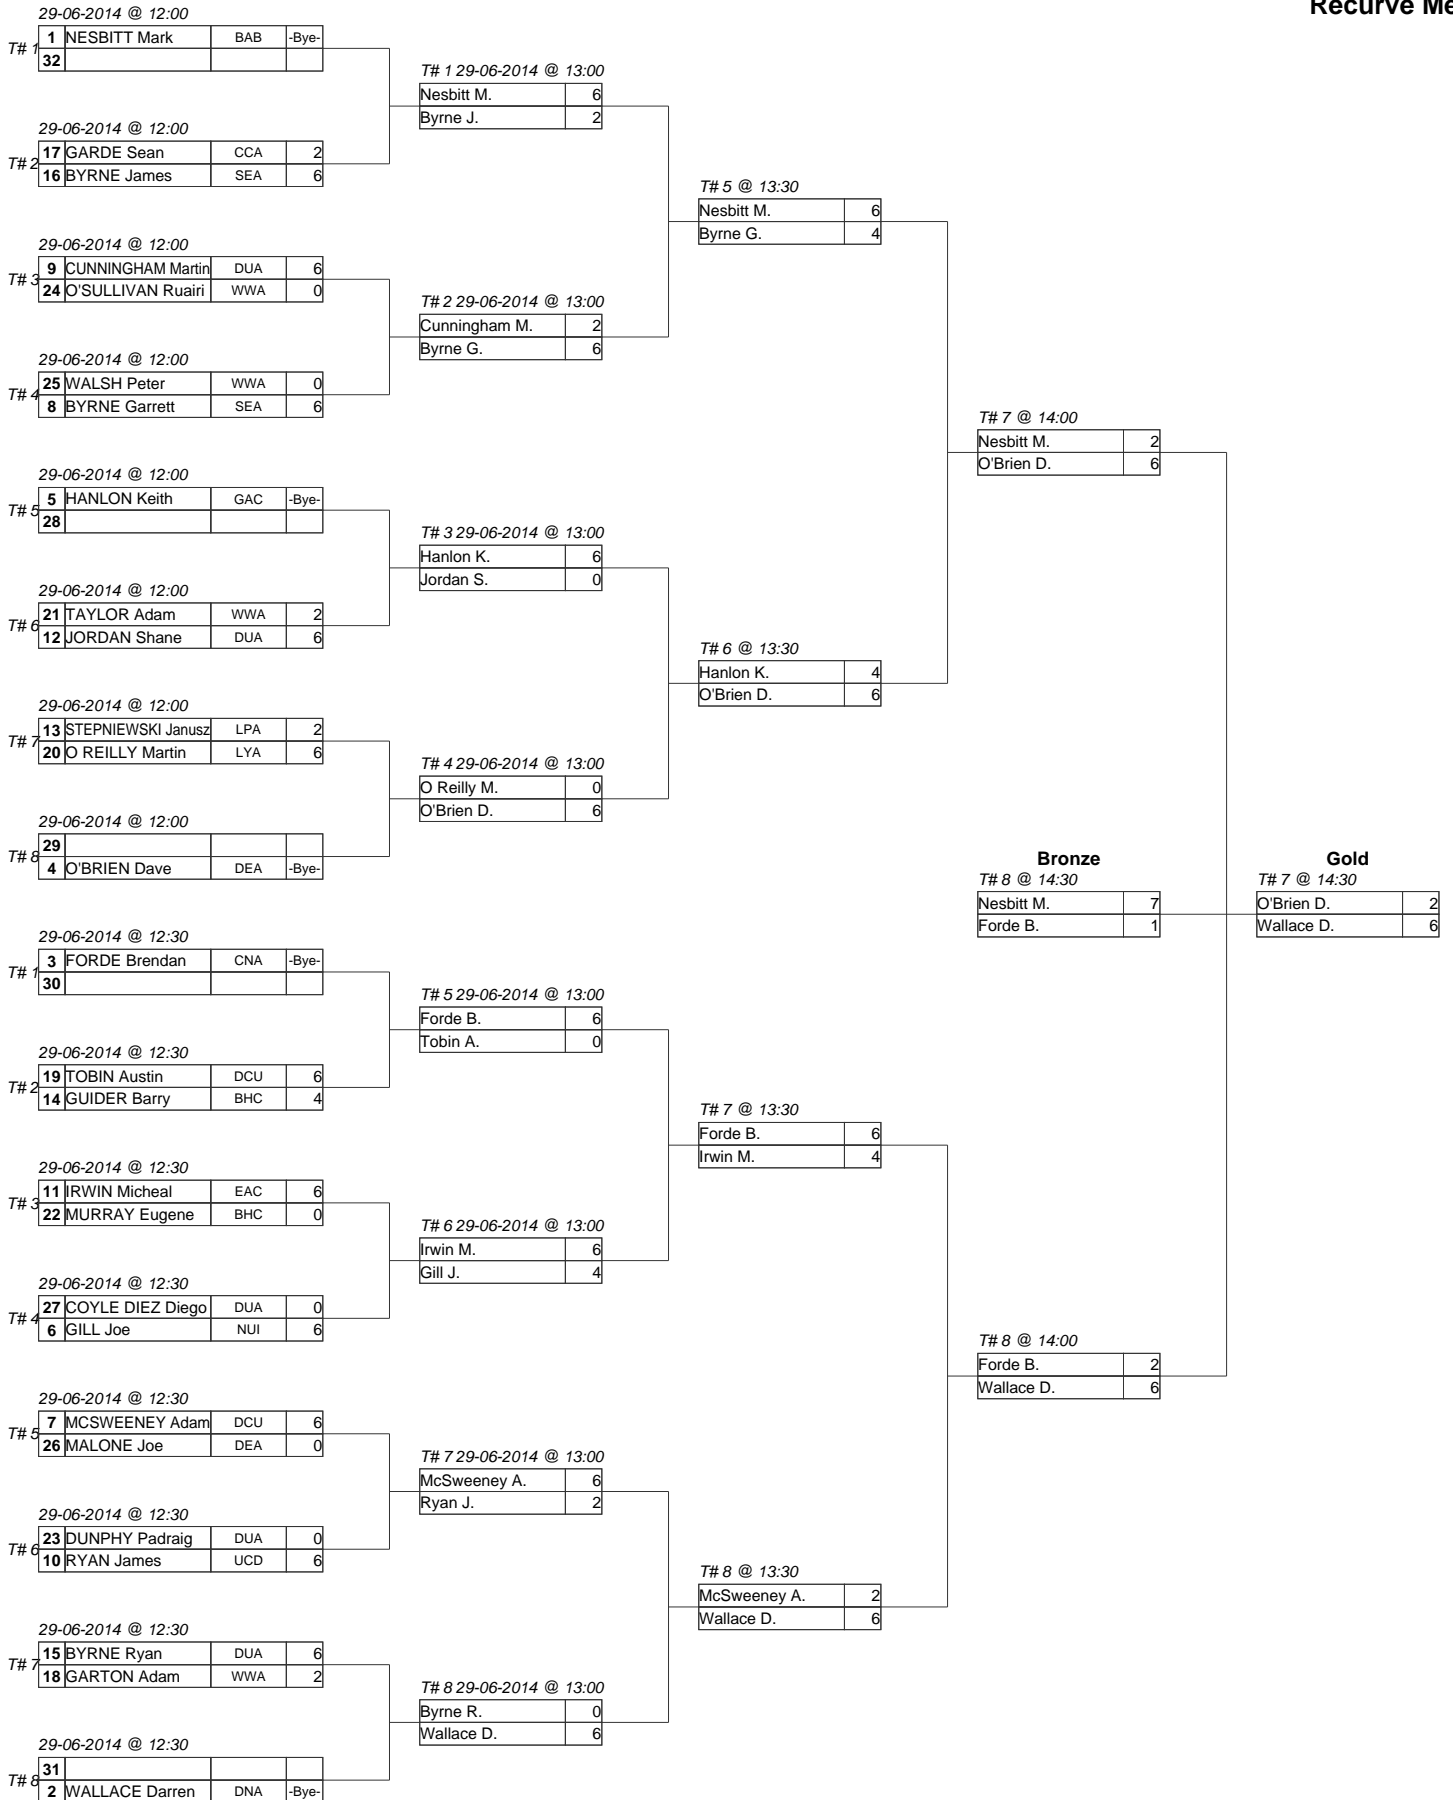 Recurve Me
29-06-2014 @ 12:00
T# 1
1 NESBITT Mark BAB -Bye-
32
29-06-2014 @ 12:00
T# 2
17 GARDE Sean CCA 2
16 BYRNE James SEA 6
29-06-2014 @ 12:00
T# 3
9 CUNNINGHAM Martin DUA 6
24 O'SULLIVAN Ruairi WWA 0
29-06-2014 @ 12:00
T# 4
25 WALSH Peter WWA 0
8 BYRNE Garrett SEA 6
29-06-2014 @ 12:00
T# 5
5 HANLON Keith GAC -Bye-
28
29-06-2014 @ 12:00
T# 6
21 TAYLOR Adam WWA 2
12 JORDAN Shane DUA 6
29-06-2014 @ 12:00
T# 7
13 STEPNIEWSKI Janusz LPA 2
20 O REILLY Martin LYA 6
29-06-2014 @ 12:00
T# 8
29
4 O'BRIEN Dave DEA -Bye-
29-06-2014 @ 12:30
T# 1
3 FORDE Brendan CNA -Bye-
30
29-06-2014 @ 12:30
T# 2
19 TOBIN Austin DCU 6
14 GUIDER Barry BHC 4
29-06-2014 @ 12:30
T# 3
11 IRWIN Micheal EAC 6
22 MURRAY Eugene BHC 0
29-06-2014 @ 12:30
T# 4
27 COYLE DIEZ Diego DUA 0
6 GILL Joe NUI 6
29-06-2014 @ 12:30
T# 5
7 MCSWEENEY Adam DCU 6
26 MALONE Joe DEA 0
29-06-2014 @ 12:30
T# 6
23 DUNPHY Padraig DUA 0
10 RYAN James UCD 6
29-06-2014 @ 12:30
T# 7
15 BYRNE Ryan DUA 6
18 GARTON Adam WWA 2
29-06-2014 @ 12:30
T# 8
31
2 WALLACE Darren DNA -Bye-
T# 1 29-06-2014 @ 13:00
Nesbitt M. 6
Byrne J. 2
T# 2 29-06-2014 @ 13:00
Cunningham M. 2
Byrne G. 6
T# 3 29-06-2014 @ 13:00
Hanlon K. 6
Jordan S. 0
T# 4 29-06-2014 @ 13:00
O Reilly M. 0
O'Brien D. 6
T# 5 29-06-2014 @ 13:00
Forde B. 6
Tobin A. 0
T# 6 29-06-2014 @ 13:00
Irwin M. 6
Gill J. 4
T# 7 29-06-2014 @ 13:00
McSweeney A. 6
Ryan J. 2
T# 8 29-06-2014 @ 13:00
Byrne R. 0
Wallace D. 6
T# 5 @ 13:30
Nesbitt M. 6
Byrne G. 4
T# 6 @ 13:30
Hanlon K. 4
O'Brien D. 6
T# 7 @ 13:30
Forde B. 6
Irwin M. 4
T# 8 @ 13:30
McSweeney A. 2
Wallace D. 6
T# 7 @ 14:00
Nesbitt M. 2
O'Brien D. 6
T# 8 @ 14:00
Forde B. 2
Wallace D. 6
Bronze
T# 8 @ 14:30
Nesbitt M. 7
Forde B. 1
Gold
T# 7 @ 14:30
O'Brien D. 2
Wallace D. 6